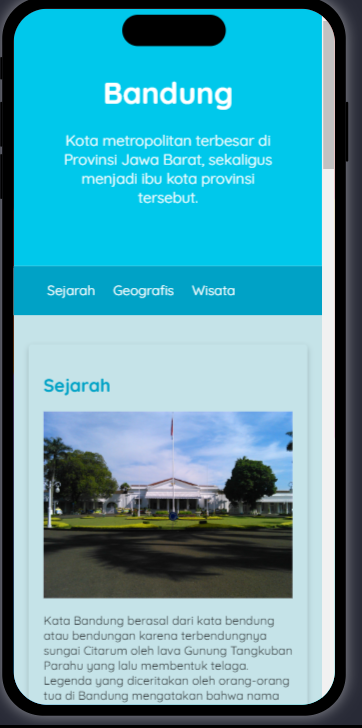 Bandung
Kota metropolitan terbesar di
Provinsi Jawa Barat, sekaligus
menjadi ibu kota provinsi
tersebut.
Sejarah Geografis Wisata
Sejarah
Kata Bandung berasal dari kata bendung
atau bendungan karena terbendungnya
sungai Citarum oleh lava Gunung Tangkuban
Parahu yang lalu membentuk telaga.
Legenda yang diceritakan oleh orang-orang
tua di Bandung mengatakan bahwa nama